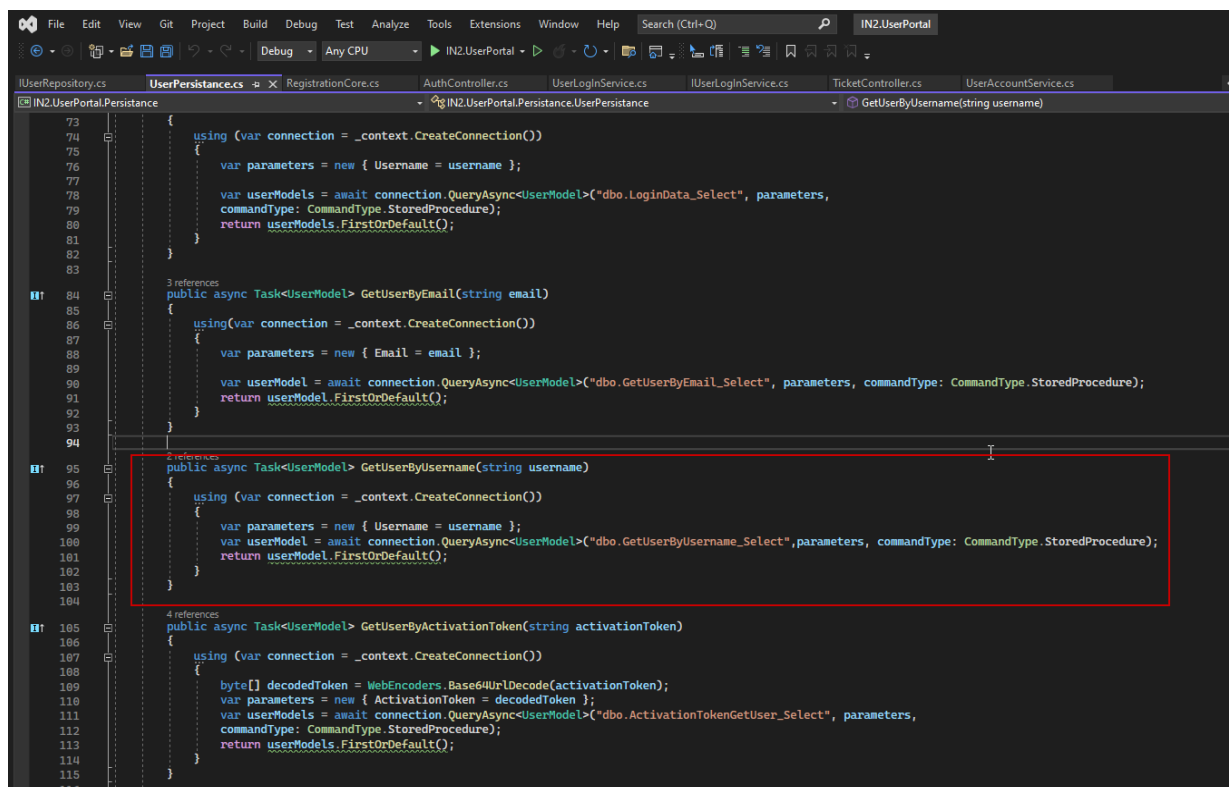 File Edit View Git Project Build Debug Test Analyze Tools Extensions Window Help Search (Ctrl+Q) IN2.UserPortal
Debug Any CPU IN2.UserPortal
IUserRepository.cs UserPersistance.cs RegistrationCore.cs AuthController.cs UserLogInService.cs IUserLogInService.cs TicketController.cs UserAccountService.cs
C# IN2.UserPortal.Persistance IN2.UserPortal.Persistance.UserPersistance GetUserByUsername(string username)
73 {
74 using (var connection = _context.CreateConnection())
75 {
76 var parameters = new { Username = username };
77
78 var userModels = await connection.QueryAsync<UserModel>("dbo.LoginData_Select", parameters,
79 commandType: CommandType.StoredProcedure);
80 return userModels.FirstOrDefault();
81 }
82 }
83
3 references
84 public async Task<UserModel> GetUserByEmail(string email)
85 {
86 using(var connection = _context.CreateConnection())
87 {
88 var parameters = new { Email = email };
89
90 var userModel = await connection.QueryAsync<UserModel>("dbo.GetUserByEmail_Select", parameters, commandType: CommandType.StoredProcedure);
91 return userModel.FirstOrDefault();
92 }
93 }
94
2 references
95 public async Task<UserModel> GetUserByUsername(string username)
96 {
97 using (var connection = _context.CreateConnection())
98 {
99 var parameters = new { Username = username };
100 var userModel = await connection.QueryAsync<UserModel>("dbo.GetUserByUsername_Select",parameters, commandType: CommandType.StoredProcedure);
101 return userModel.FirstOrDefault();
102 }
103 }
104
4 references
105 public async Task<UserModel> GetUserByActivationToken(string activationToken)
106 {
107 using (var connection = _context.CreateConnection())
108 {
109 byte[] decodedToken = WebEncoders.Base64UrlDecode(activationToken);
110 var parameters = new { ActivationToken = decodedToken };
111 var userModels = await connection.QueryAsync<UserModel>("dbo.ActivationTokenGetUser_Select", parameters,
112 commandType: CommandType.StoredProcedure);
113 return userModels.FirstOrDefault();
114 }
115 }